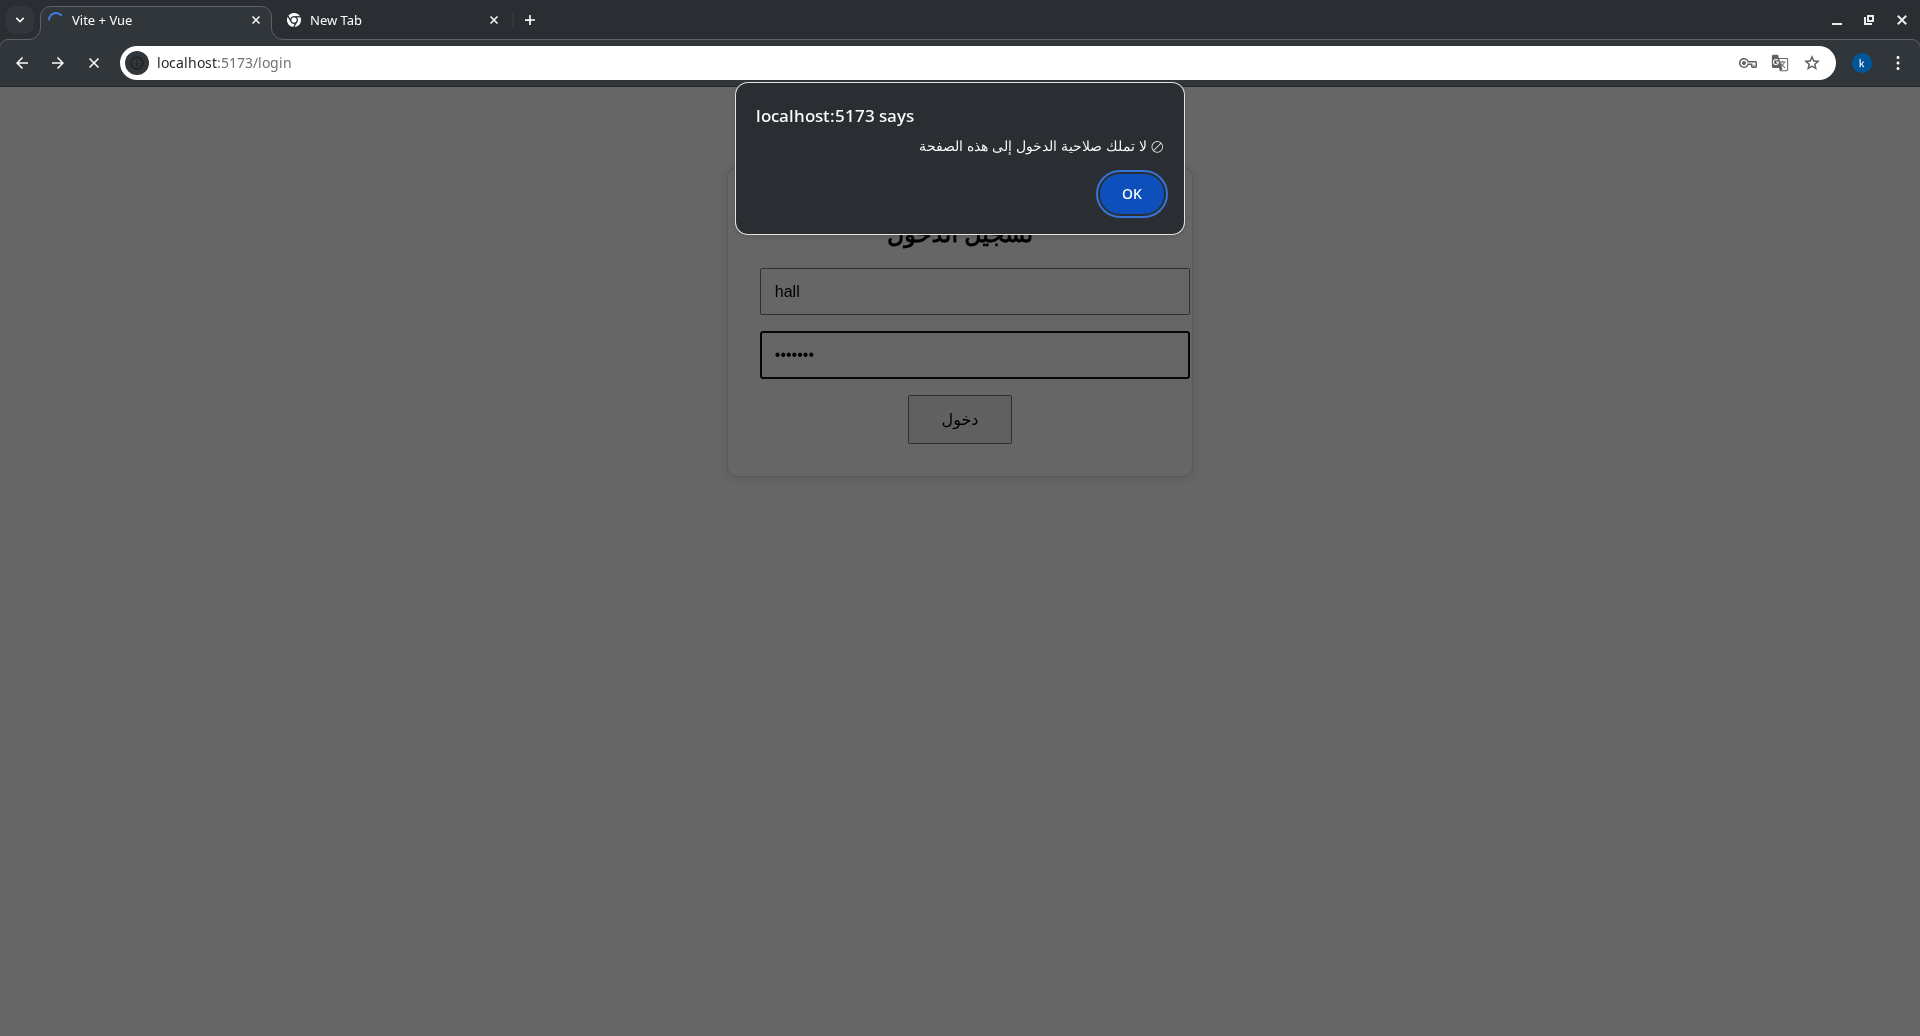 Vite + Vue
New Tab
localhost:5173/login
k
localhost:5173 says
لا تملك صلاحية الدخول إلى هذه الصفحة
OK
تسجيل الدخول
hall
•••••••
دخول